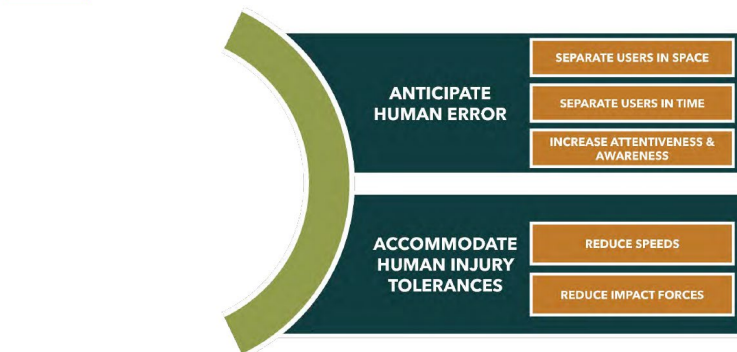 ANTICIPATE
HUMAN ERROR
SEPARATE USERS IN SPACE
SEPARATE USERS IN TIME
INCREASE ATTENTIVENESS &
AWARENESS
ACCOMMODATE
HUMAN INJURY
TOLERANCES
REDUCE SPEEDS
REDUCE IMPACT FORCES